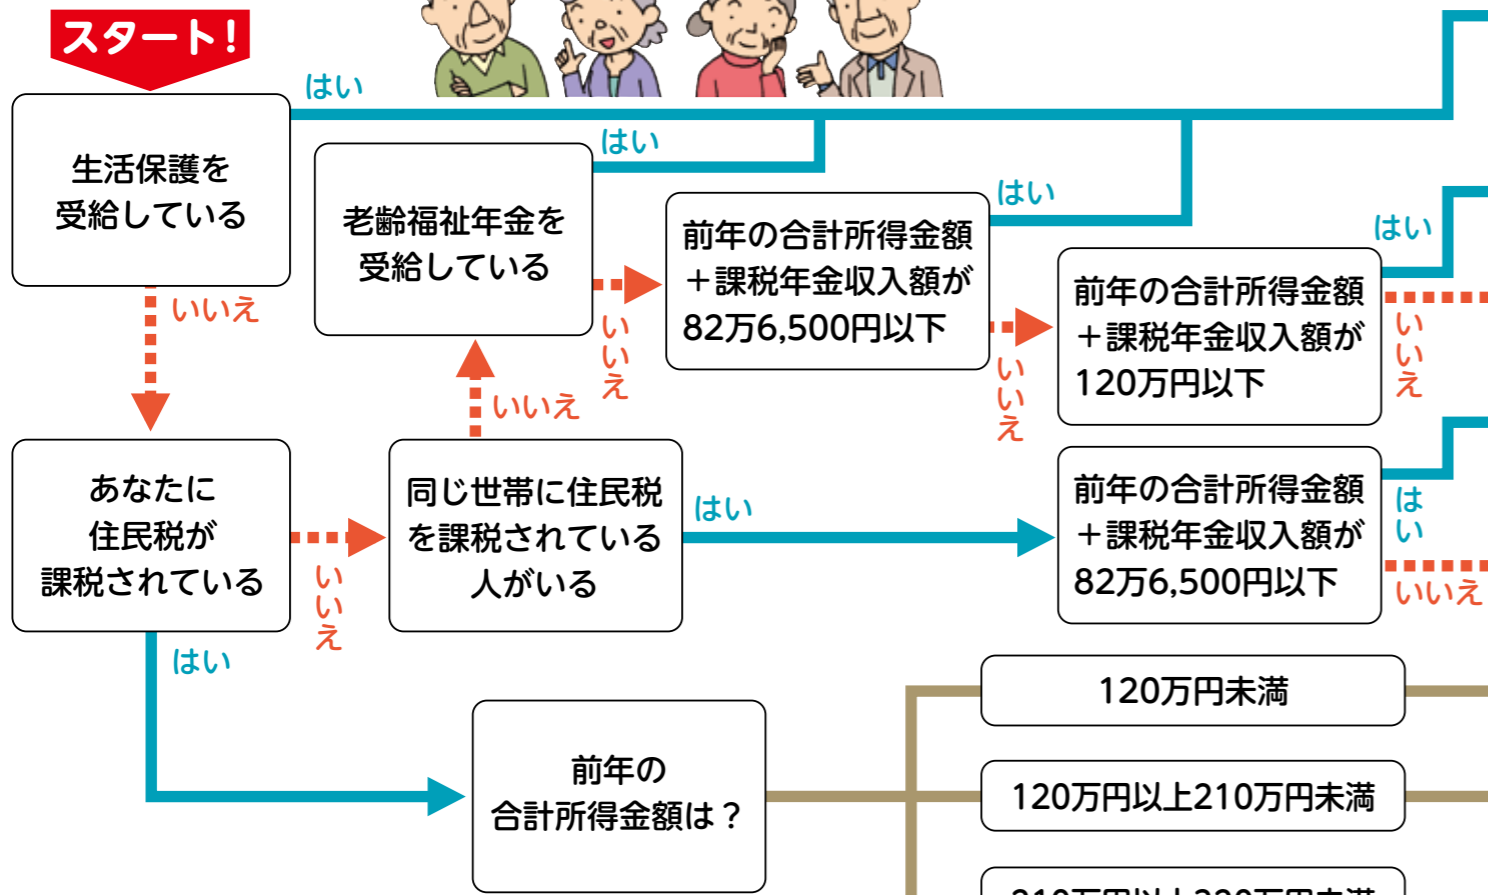 スタート！
はい
生活保護を
受給している
いいえ
はい
老齢福祉年金を
受給している
いいえ
はい
前年の合計所得金額
＋課税年金収入額が
82万6,500円以下
いいえ
はい
前年の合計所得金額
＋課税年金収入額が
120万円以下
いいえ
あなたに
住民税が
課税されている
いいえ
はい
同じ世帯に住民税
を課税されている
人がいる
いいえ
はい
前年の合計所得金額
＋課税年金収入額が
82万6,500円以下
はい
いいえ
前年の
合計所得金額は？
120万円未満
120万円以上210万円未満